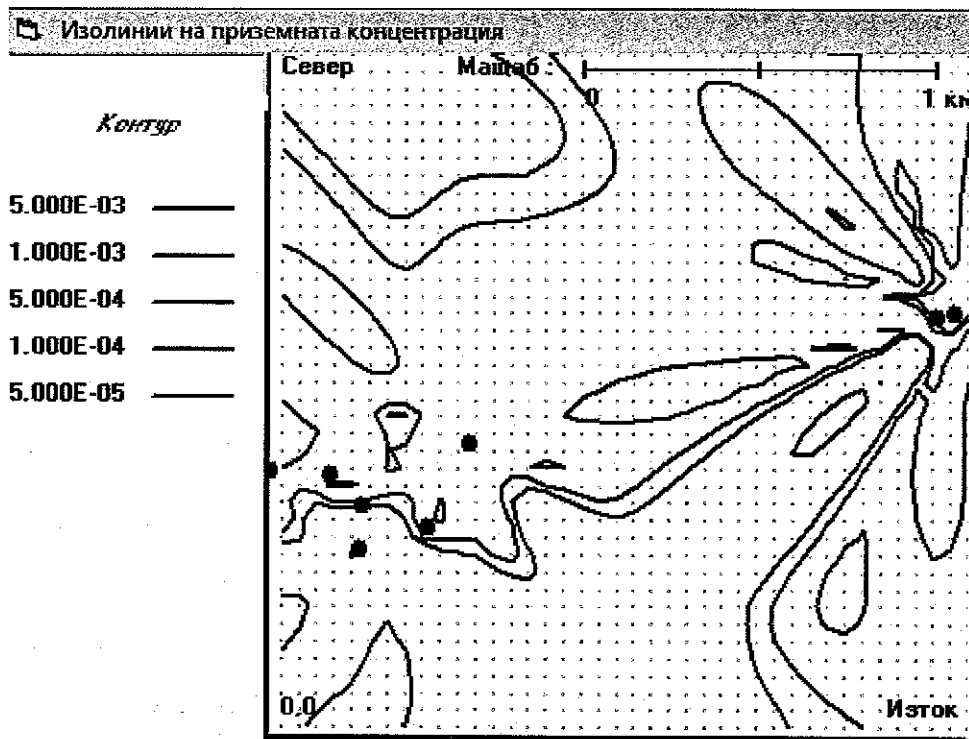 Изолинии на приземната концентрация
Север Мащаб :
0 1 км
Контур
5.000E-03
1.000E-03
5.000E-04
1.000E-04
5.000E-05
0,0 Изток